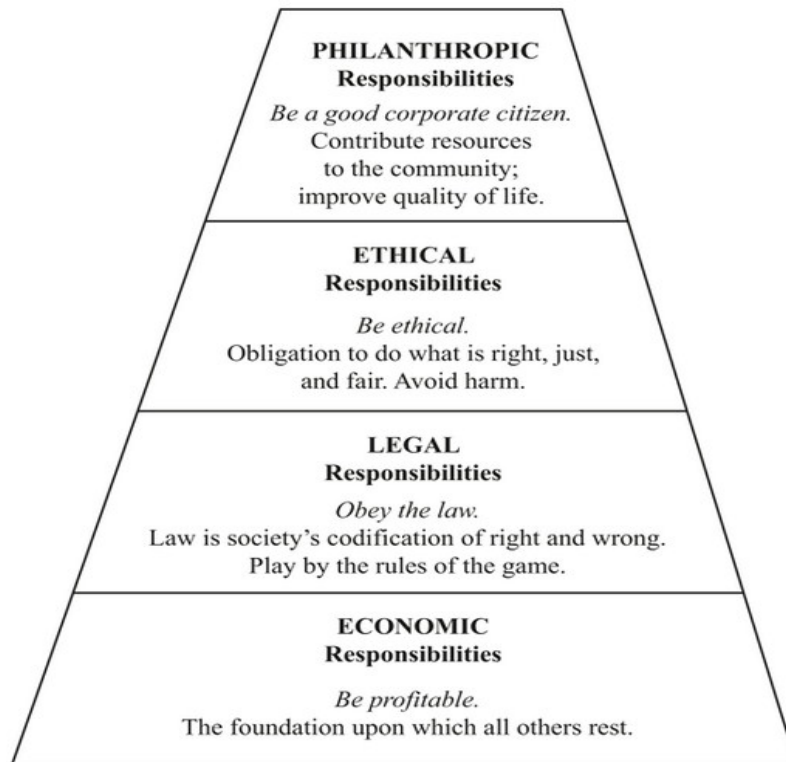 PHILANTHROPIC
Responsibilities
Be a good corporate citizen.
Contribute resources
to the community;
improve quality of life.
ETHICAL
Responsibilities
Be ethical.
Obligation to do what is right, just,
and fair. Avoid harm.
LEGAL
Responsibilities
Obey the law.
Law is society’s codification of right and wrong.
Play by the rules of the game.
ECONOMIC
Responsibilities
Be profitable.
The foundation upon which all others rest.